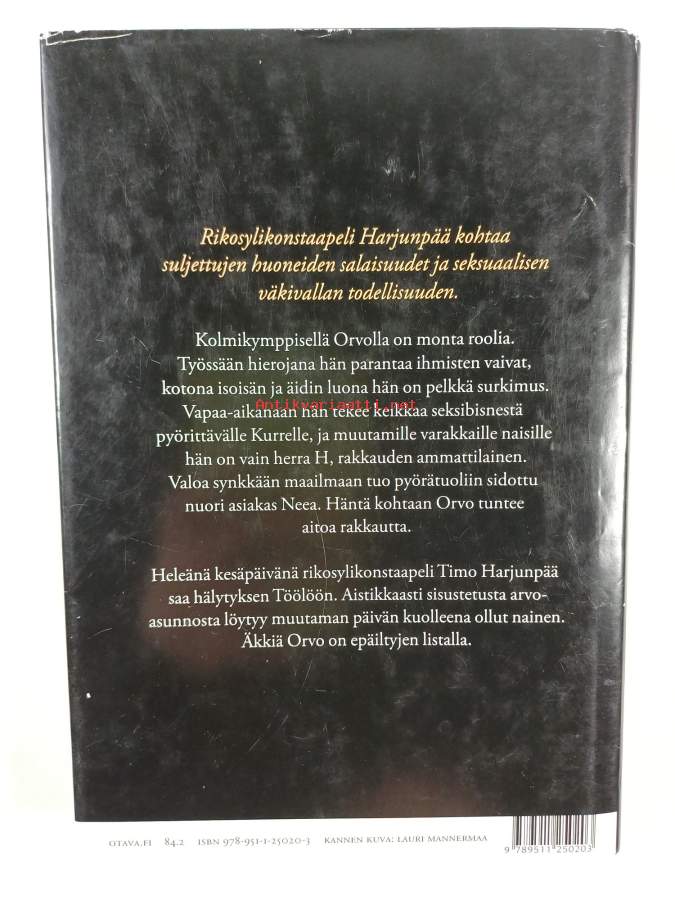 Rikosylikonstaapeli Harjunpää kohtaa
suljettujen huoneiden salaisuudet ja seksuaalisen
väkivallan todellisuuden.
Kolmikymppisellä Orvolla on monta roolia.
Työssään hierojana hän parantaa ihmisten vaivat,
kotona isoisän ja äidin luona hän on pelkkä surkimus.
Antikvariaatti.net
Vapaa-aikanaan hän tekee keikkaa seksibisnestä
pyörittävälle Kurrelle, ja muutamille varakkaille naisille
hän on vain herra H, rakkauden ammattilainen.
Valoa synkkään maailmaan tuo pyörätuoliin sidottu
nuori asiakas Neea. Häntä kohtaan Orvo tuntee
aitoa rakkautta.
Heleänä kesäpäivänä rikosylikonstaapeli Timo Harjunpää
saa hälytyksen Töölöön. Aistikkaasti sisustetusta arvo-
asunnosta löytyy muutaman päivän kuolleena ollut nainen.
Äkkiä Orvo on epäiltyjen listalla.
OTAVA.FI 84.2 ISBN 978-951-1-25020-3 KANNEN KUVA: LAURI MANNERMAA
9 789511 250203